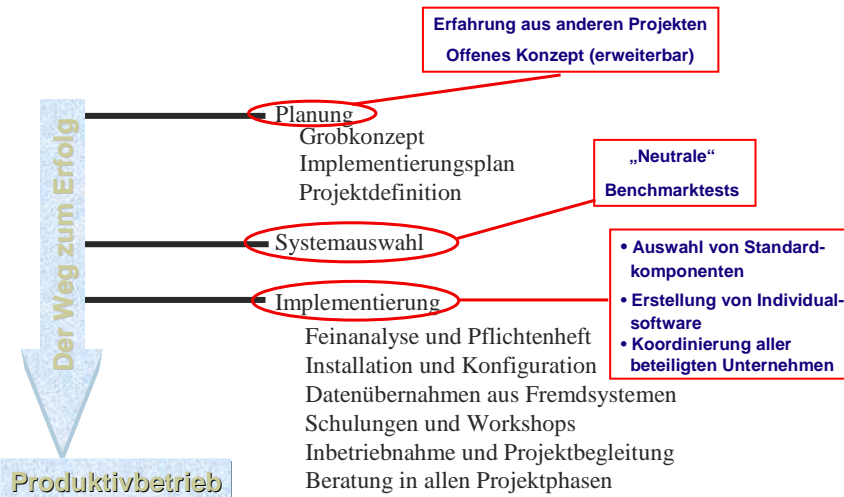 Erfahrung aus anderen Projekten
Offenes Konzept (erweiterbar)
Der Weg zum Erfolg
Planung
Grobkonzept
Implementierungsplan
Projektdefinition
„Neutrale“
Benchmarktests
Systemauswahl
Implementierung
• Auswahl von Standard-
komponenten
• Erstellung von Individual-
software
• Koordinierung aller
beteiligten Unternehmen
Feinanalyse und Pflichtenheft
Installation und Konfiguration
Datenübernahmen aus Fremdsystemen
Schulungen und Workshops
Inbetriebnahme und Projektbegleitung
Beratung in allen Projektphasen
Produktivbetrieb